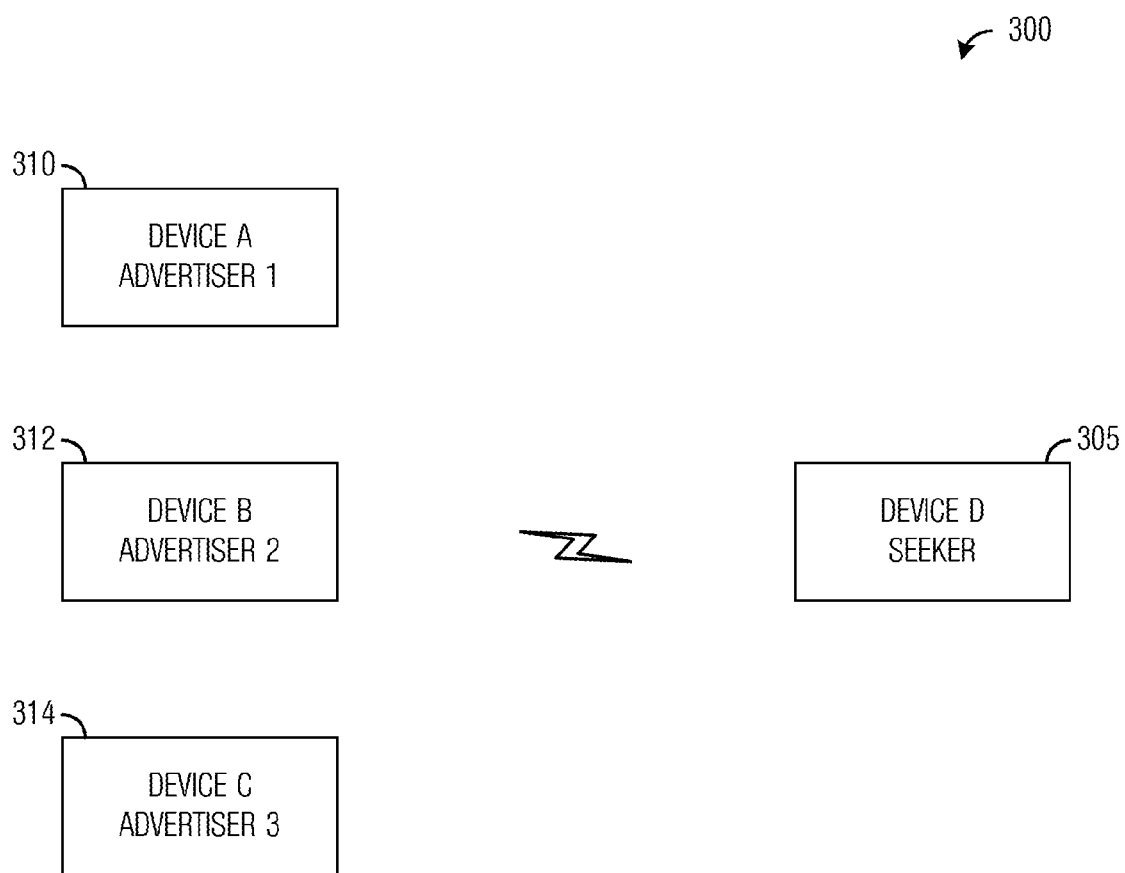 300
310
DEVICE A
ADVERTISER 1
312
DEVICE B
ADVERTISER 2
305
DEVICE D
SEEKER
314
DEVICE C
ADVERTISER 3